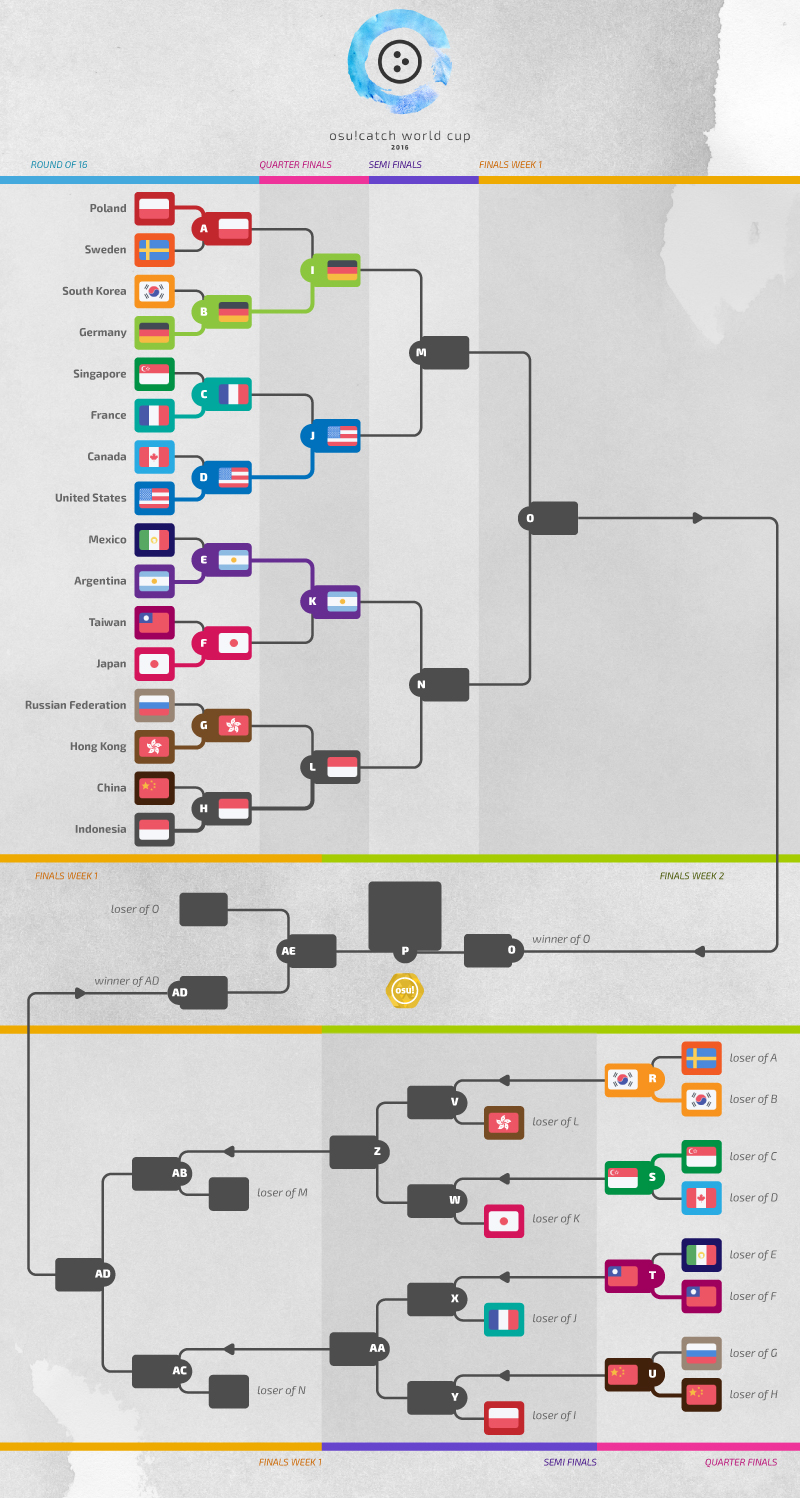 osu!catch world cup
2016
ROUND OF 16
QUARTER FINALS
SEMI FINALS
FINALS WEEK 1
Poland
A
Sweden
I
South Korea
B
Germany
M
Singapore
C
France
J
Canada
D
United States
O
Mexico
E
Argentina
K
Taiwan
F
Japan
N
Russian Federation
G
Hong Kong
L
China
H
Indonesia
FINALS WEEK 1
FINALS WEEK 2
loser of O
AE
P
O
winner of O
winner of AD
AD
osu!
R
loser of A
loser of B
V
loser of L
Z
AB
loser of M
S
loser of C
loser of D
W
loser of K
AD
T
loser of E
loser of F
X
loser of J
AA
AC
loser of N
U
loser of G
loser of H
Y
loser of I
FINALS WEEK 1
SEMI FINALS
QUARTER FINALS